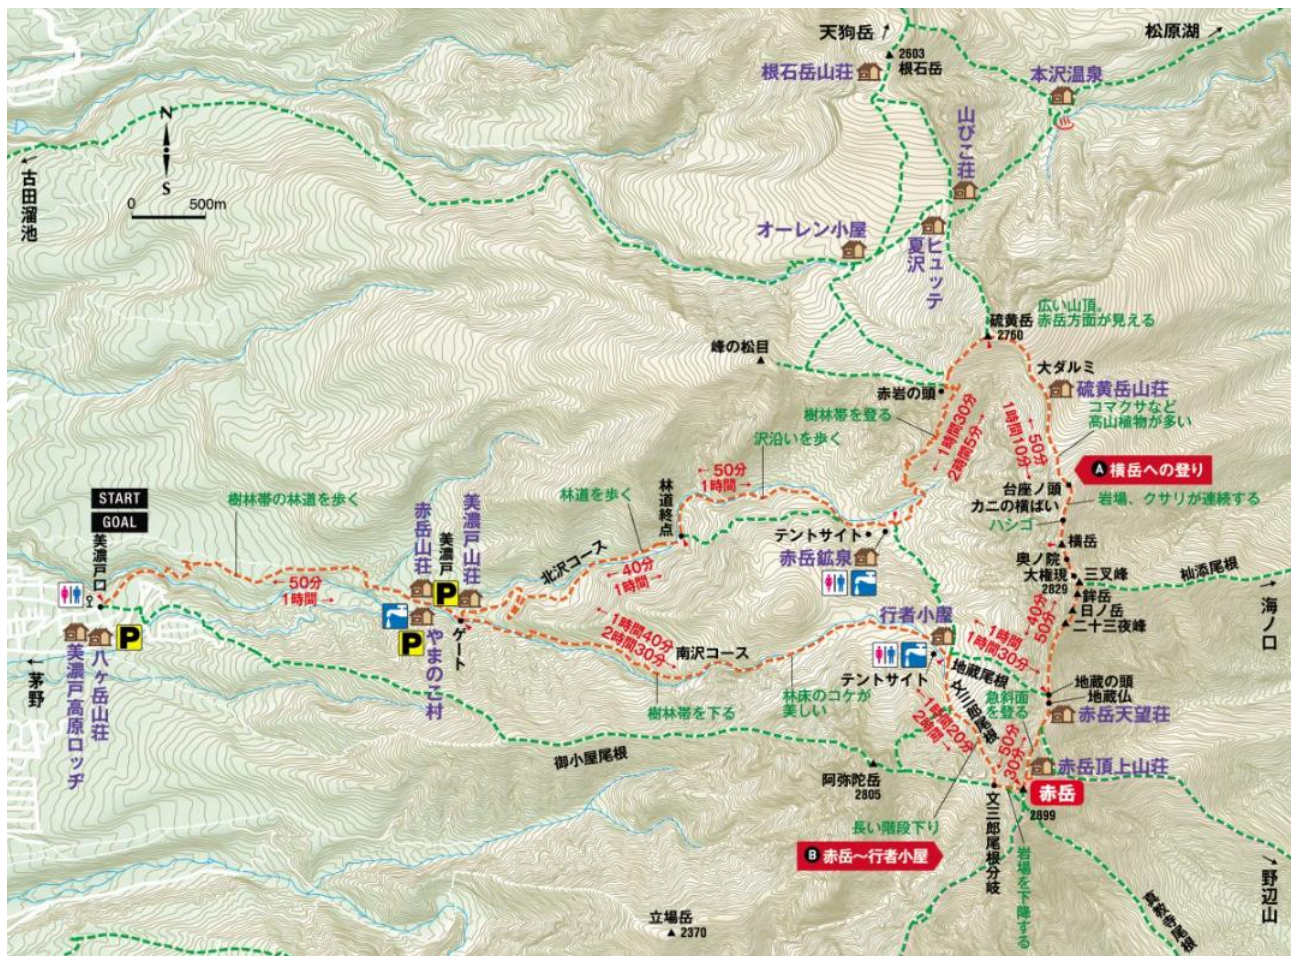 天狗岳
松原湖
2603
根石岳
根石岳山荘
本沢温泉
N
S
0 500m
古田溜池
山びこ荘
オーレン小屋
ヒュッテ
夏沢
広い山頂。
赤岳方面が見える
硫黄岳
2760
峰の松目
大ダルミ
赤岩の頭
硫黄岳山荘
樹林帯を登る
コマクサなど
高山植物が多い
← 1時間30分
2時間5分→
← 50分
1時間10分→
沢沿いを歩く
← 50分
1時間 →
A 横岳への登り
台座ノ頭
カニの横ばい
岩場、クサリが連続する
ハシゴ
START
GOAL
樹林帯の林道を歩く
林道を歩く
林道終点
テントサイト
赤岳鉱泉
横岳
奥ノ院
大権現
2829
三叉峰
鉾岳
日ノ岳
二十三夜峰
杣添尾根
海ノ口
美濃戸口
赤岳山荘
美濃戸
美濃戸山荘
P
北沢コース
← 40分
1時間 →
←50分
1時間 →
行者小屋
← 1時間
1時間30分→
←40分
50分→
P
P
やまのこ村
ゲート
← 1時間40分
2時間30分→
南沢コース
テントサイト
地蔵尾根
地蔵の頭
地蔵仏
茅野
美濃戸高原ロッヂ
八ヶ岳山荘
樹林帯を下る
林床のコケが
美しい
文三郎尾根
急斜面
を登る
赤岳天望荘
←1時間20分
2時間→
←50分
30分→
御小屋尾根
阿弥陀岳
2805
赤岳頂上山荘
赤岳
2899
長い階段下り
文三郎尾根分岐
B 赤岳〜行者小屋
岩場を下降する
野辺山
真教寺尾根
立場岳
2370